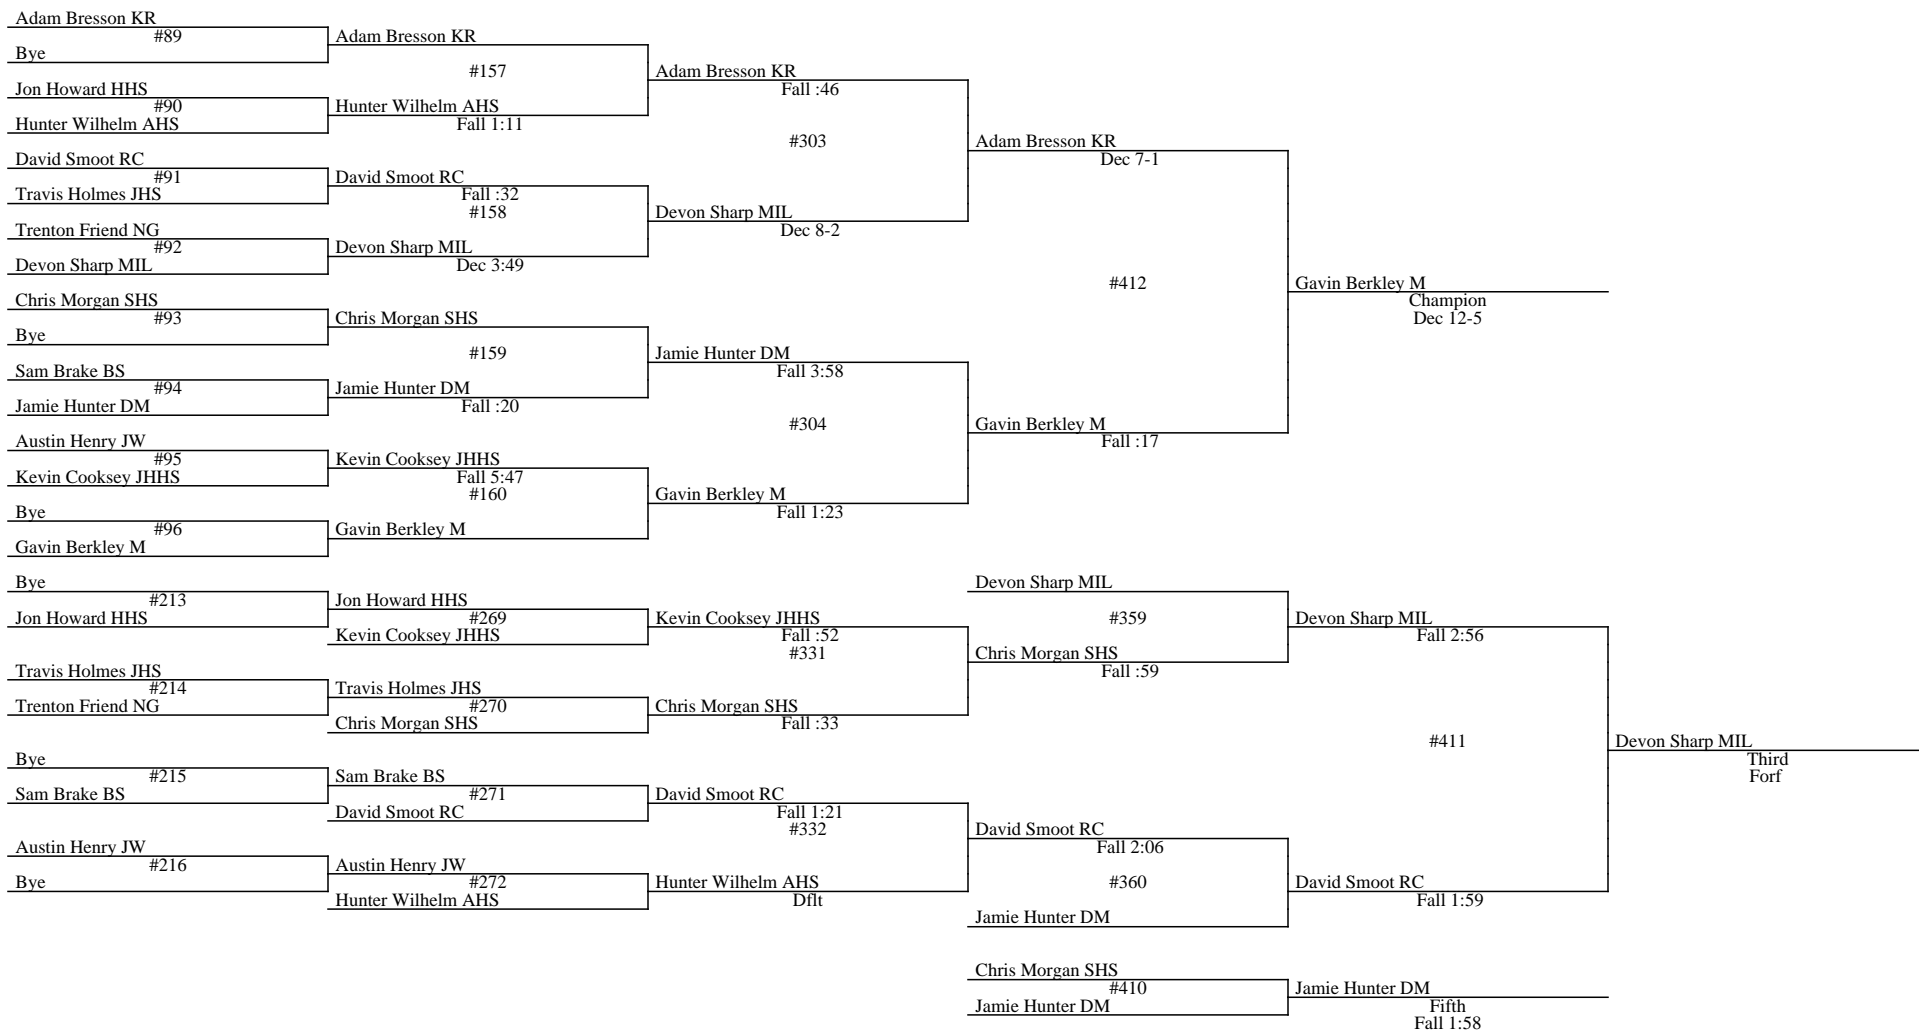 Adam Bresson KR
#89
Bye
Adam Bresson KR
#157
Jon Howard HHS
#90
Hunter Wilhelm AHS
Hunter Wilhelm AHS
Fall 1:11
Adam Bresson KR
Fall :46
#303
David Smoot RC
#91
Travis Holmes JHS
David Smoot RC
Fall :32
#158
Trenton Friend NG
#92
Devon Sharp MIL
Devon Sharp MIL
Dec 3:49
Devon Sharp MIL
Dec 8-2
Adam Bresson KR
Dec 7-1
#412
Chris Morgan SHS
#93
Bye
Chris Morgan SHS
#159
Sam Brake BS
#94
Jamie Hunter DM
Jamie Hunter DM
Fall :20
Jamie Hunter DM
Fall 3:58
#304
Austin Henry JW
#95
Kevin Cooksey JHHS
Kevin Cooksey JHHS
Fall 5:47
#160
Bye
#96
Gavin Berkley M
Gavin Berkley M
Gavin Berkley M
Fall 1:23
Gavin Berkley M
Fall :17
Gavin Berkley M
Champion
Dec 12-5
Bye
#213
Jon Howard HHS
Jon Howard HHS
#269
Kevin Cooksey JHHS
Kevin Cooksey JHHS
Fall :52
#331
Travis Holmes JHS
#214
Trenton Friend NG
Travis Holmes JHS
#270
Chris Morgan SHS
Chris Morgan SHS
Fall :33
Devon Sharp MIL
#359
Chris Morgan SHS
Fall :59
Devon Sharp MIL
Fall 2:56
#411
Bye
#215
Sam Brake BS
Sam Brake BS
#271
David Smoot RC
David Smoot RC
Fall 1:21
#332
Austin Henry JW
#216
Bye
Austin Henry JW
#272
Hunter Wilhelm AHS
Hunter Wilhelm AHS
Dflt
David Smoot RC
Fall 2:06
#360
Jamie Hunter DM
David Smoot RC
Fall 1:59
Devon Sharp MIL
Third
Forf
Chris Morgan SHS
#410
Jamie Hunter DM
Jamie Hunter DM
Fifth
Fall 1:58